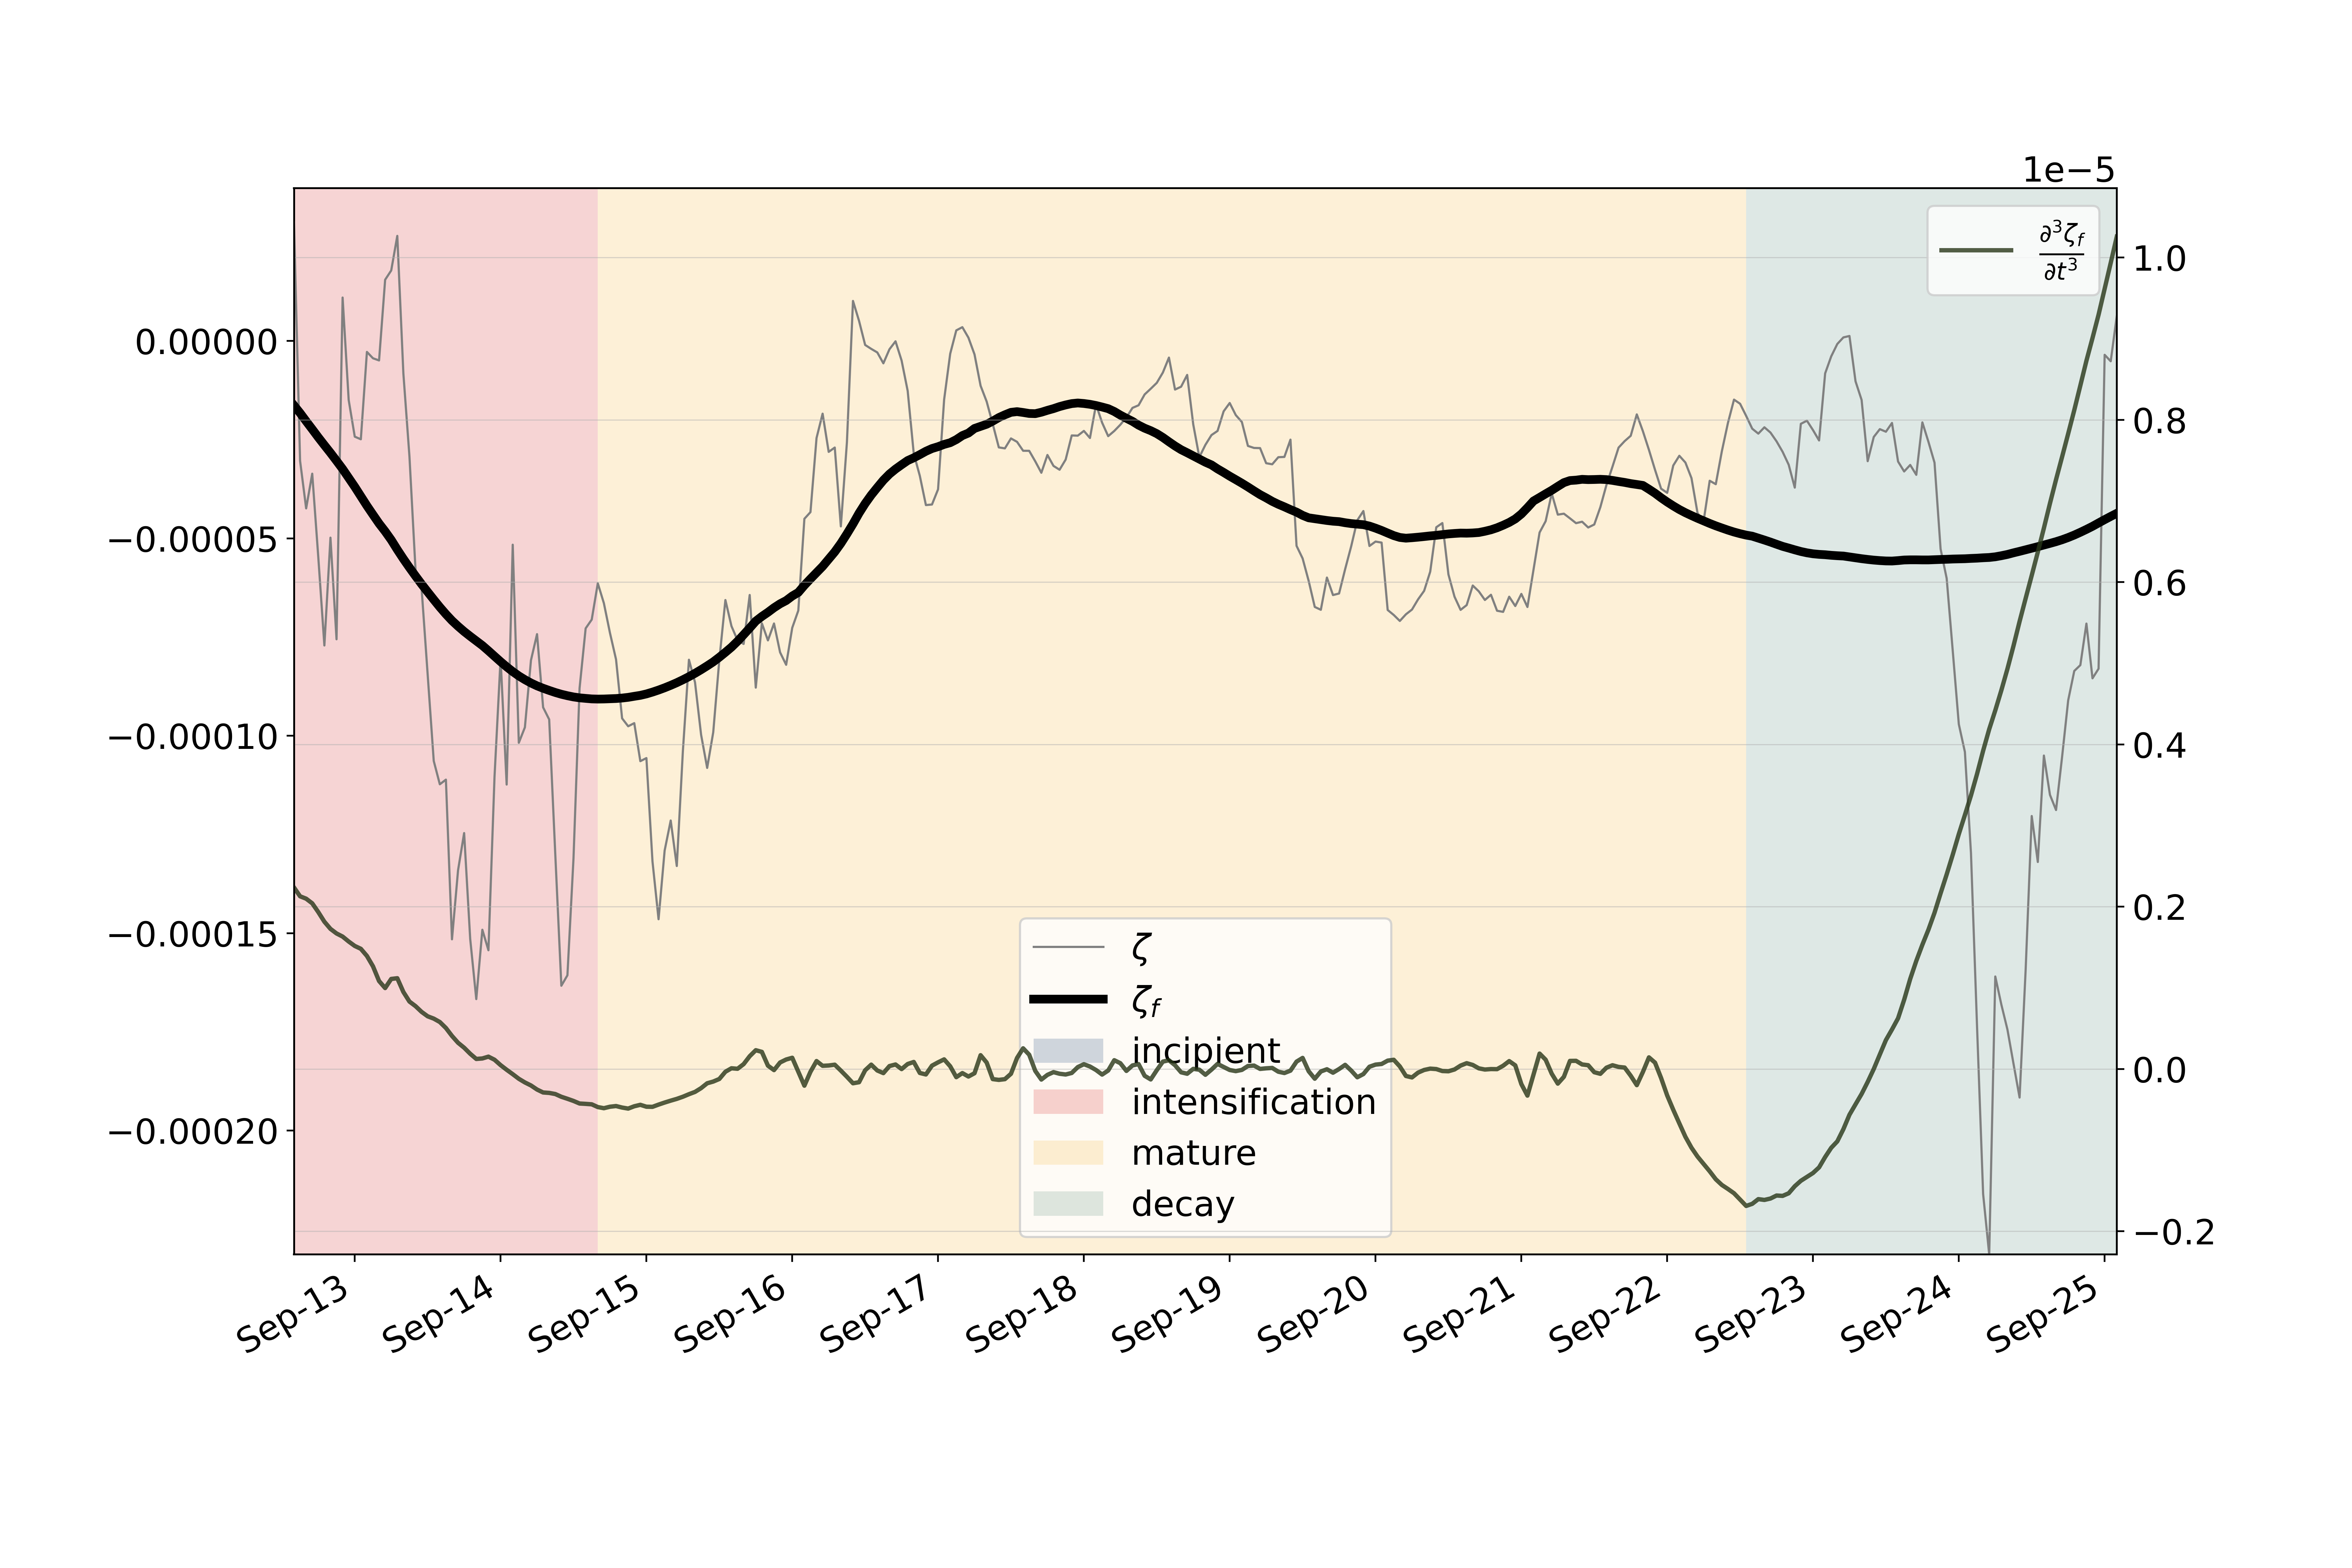 1e−5
∂³ζ_f
∂t³
0.00000
−0.00005
−0.00010
−0.00015
−0.00020
1.0
0.8
0.6
0.4
0.2
0.0
−0.2
ζ
ζ_f
incipient
intensification
mature
decay
Sep-13
Sep-14
Sep-15
Sep-16
Sep-17
Sep-18
Sep-19
Sep-20
Sep-21
Sep-22
Sep-23
Sep-24
Sep-25